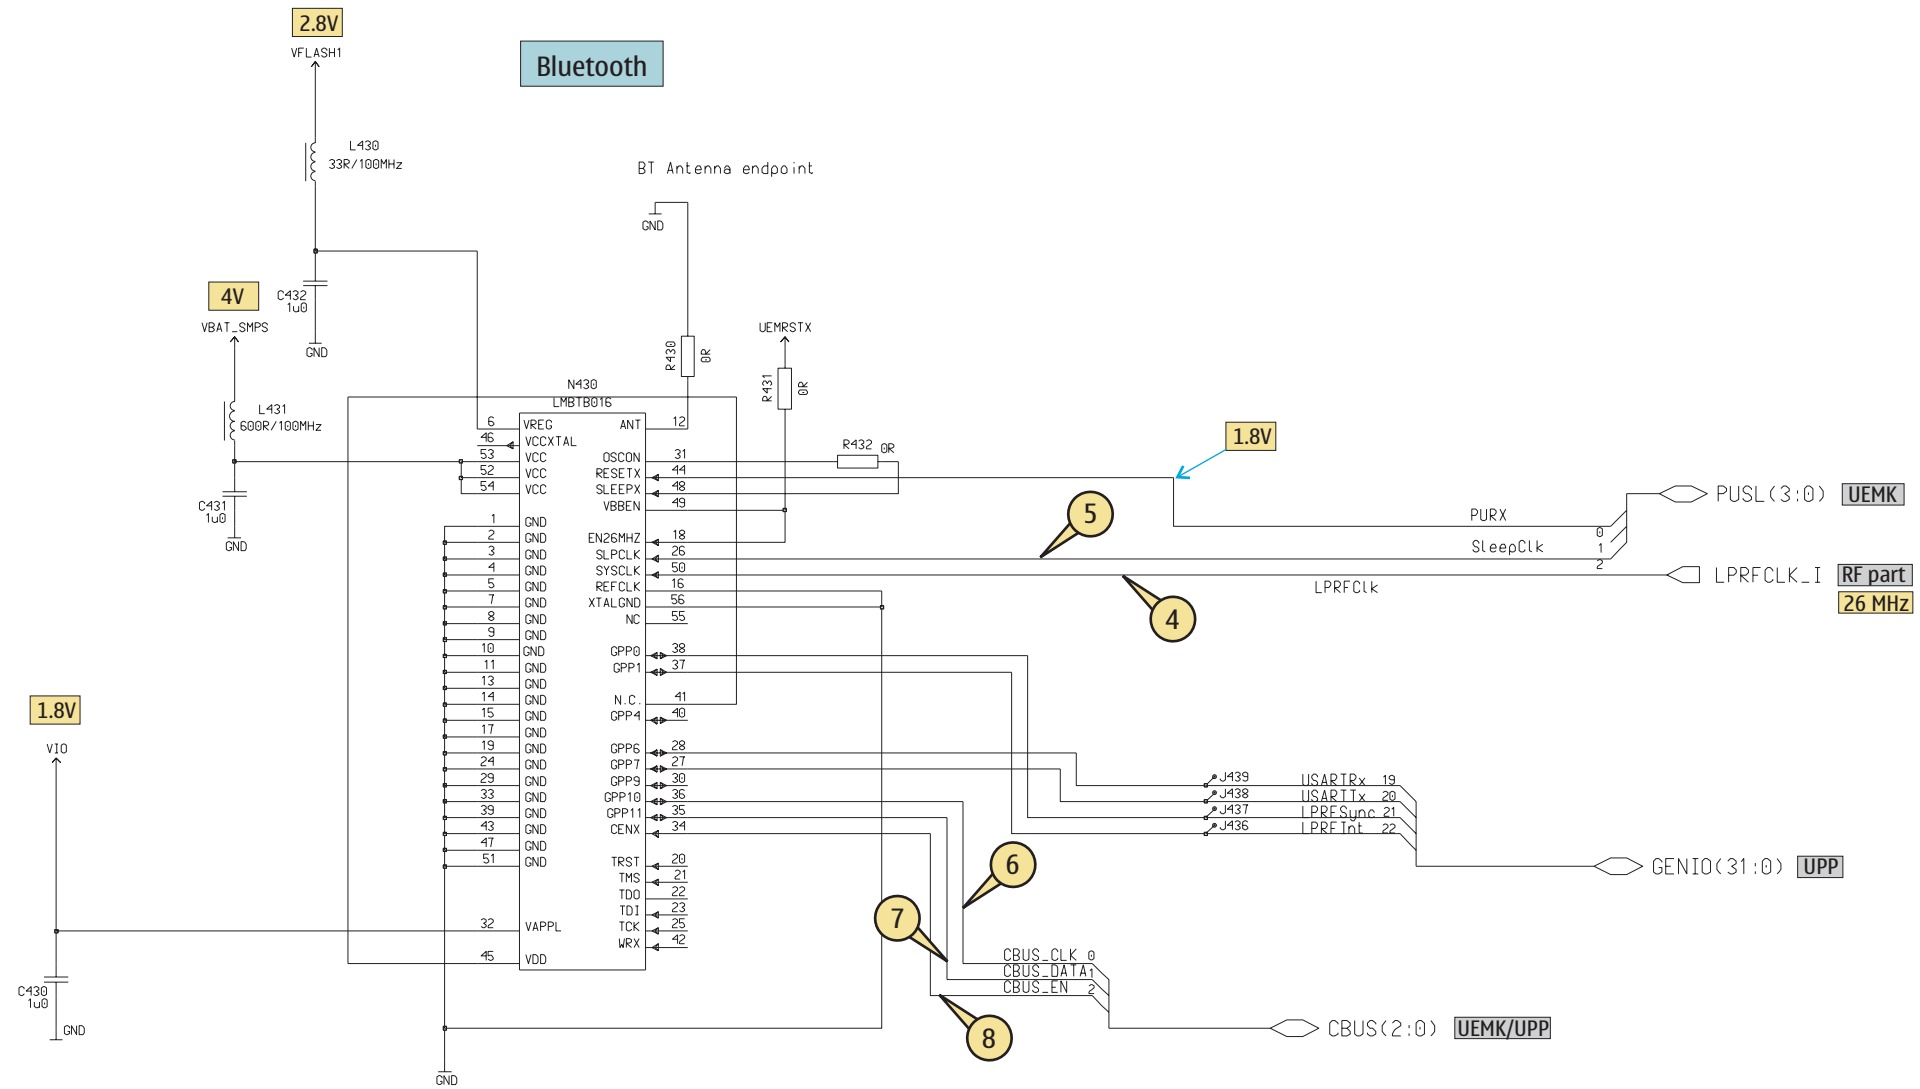 2.8V
VFLASH1
Bluetooth
L430
33R/100MHz
BT Antenna endpoint
GND
4V
C432
1u0
VBAT_SMPS
GND
UEMRSTX
R430
0R
R431
0R
L431
600R/100MHz
N430
LMBTB016
C431
1u0
GND
6 VREG
46 VCCXTAL
53 VCC
52 VCC
54 VCC
1 GND
2 GND
3 GND
4 GND
5 GND
7 GND
8 GND
9 GND
10 GND
11 GND
13 GND
14 GND
15 GND
17 GND
19 GND
24 GND
29 GND
33 GND
39 GND
43 GND
47 GND
51 GND
32 VAPPL
45 VDD
ANT 12
OSCON 31
RESETX 44
SLEEPX 48
VBBEN 49
EN26MHZ 18
SLPCLK 26
SYSCLK 50
REFCLK 16
XTALGND 56
NC 55
GPP0 38
GPP1 37
N.C. 41
GPP4 40
GPP6 28
GPP7 27
GPP9 30
GPP10 36
GPP11 35
CENX 34
TRST 20
TMS 21
TDO 22
TDI 23
TCK 25
WRX 42
R432 0R
1.8V
5
PURX
0
SleepClk
1
2
PUSL(3:0) UEMK
4
LPRFClk
LPRFCLK_I RF part
26 MHz
1.8V
VIO
C430
1u0
GND
J439 USARTRx 19
J438 USARTTx 20
J437 LPRFSync 21
J436 LPRFInt 22
GENIO(31:0) UPP
6
7
CBUS_CLK 0
CBUS_DATA 1
CBUS_EN 2
8
CBUS(2:0) UEMK/UPP
GND